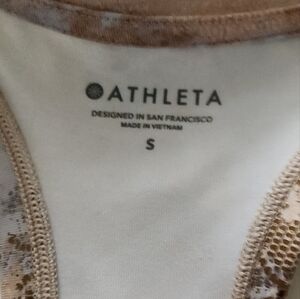 ATHLETA
DESIGNED IN SAN FRANCISCO
MADE IN VIETNAM
S